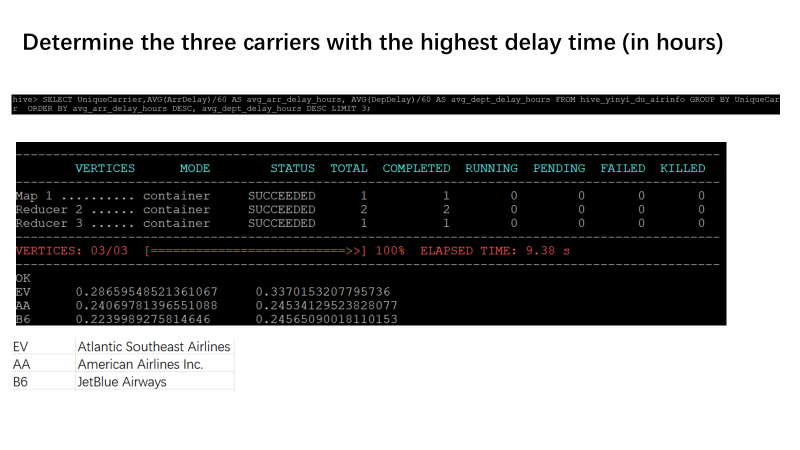 Determine the three carriers with the highest delay time (in hours)
hive> SELECT UniqueCarrier,AVG(ArrDelay)/60 AS avg_arr_delay_hours, AVG(DepDelay)/60 AS avg_dept_delay_hours FROM hive_yinyi_du_airinfo GROUP BY UniqueCar
r  ORDER BY avg_arr_delay_hours DESC, avg_dept_delay_hours DESC LIMIT 3;
VERTICES MODE STATUS TOTAL COMPLETED RUNNING PENDING FAILED KILLED
Map 1 .......... container SUCCEEDED 1 1 0 0 0 0
Reducer 2 ...... container SUCCEEDED 2 2 0 0 0 0
Reducer 3 ...... container SUCCEEDED 1 1 0 0 0 0
VERTICES: 03/03 [==========================>>] 100% ELAPSED TIME: 9.38 s
OK
EV 0.28659548521361067 0.3370153207795736
AA 0.24069781396551088 0.24534129523828077
B6 0.2239989275814646 0.24565090018110153
EV Atlantic Southeast Airlines
AA American Airlines Inc.
B6 JetBlue Airways